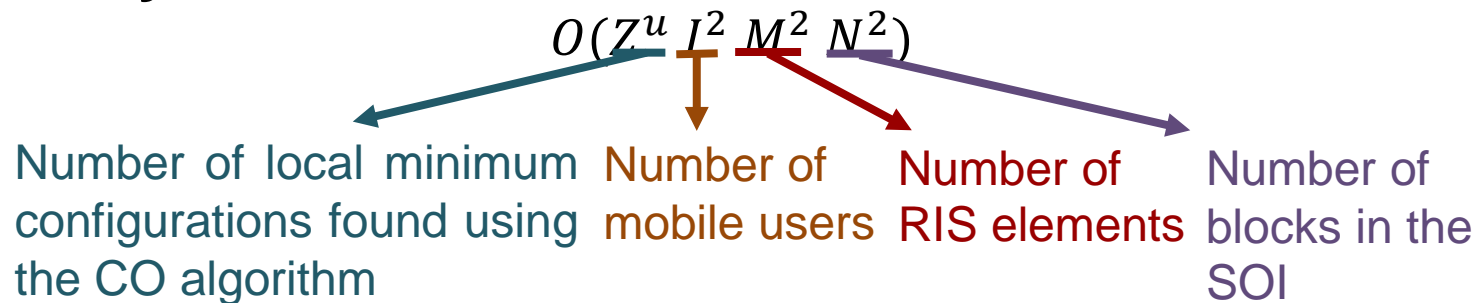 O(Z^u I^2 M^2 N^2)
Number of local minimum
configurations found using
the CO algorithm
Number of
mobile users
Number of
RIS elements
Number of
blocks in the
SOI